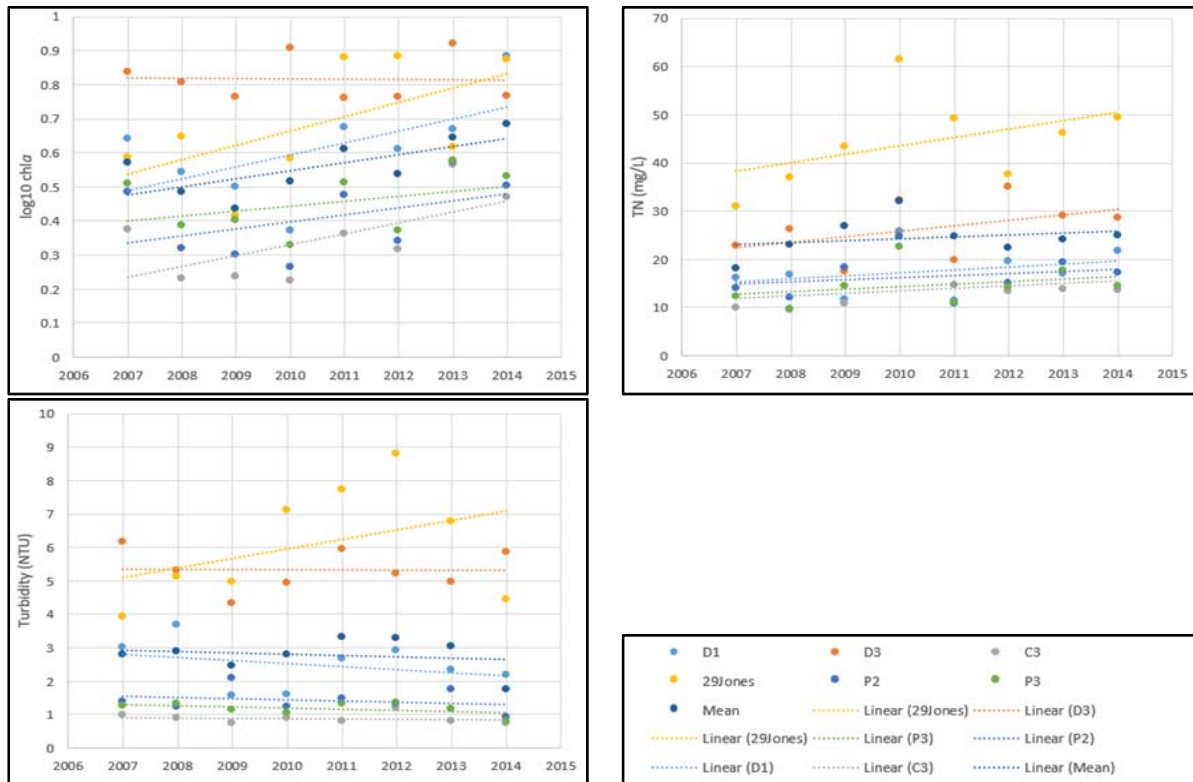 log10 chla
1
0.9
0.8
0.7
0.6
0.5
0.4
0.3
0.2
0.1
0
2006 2007 2008 2009 2010 2011 2012 2013 2014 2015
TN (mg/L)
70
60
50
40
30
20
10
0
2006 2007 2008 2009 2010 2011 2012 2013 2014 2015
Turbidity (NTU)
10
9
8
7
6
5
4
3
2
1
0
2006 2007 2008 2009 2010 2011 2012 2013 2014 2015
D1 D3 C3
29Jones P2 P3
Mean Linear (29Jones) Linear (D3)
Linear (29Jones) Linear (P3) Linear (P2)
Linear (D1) Linear (C3) Linear (Mean)